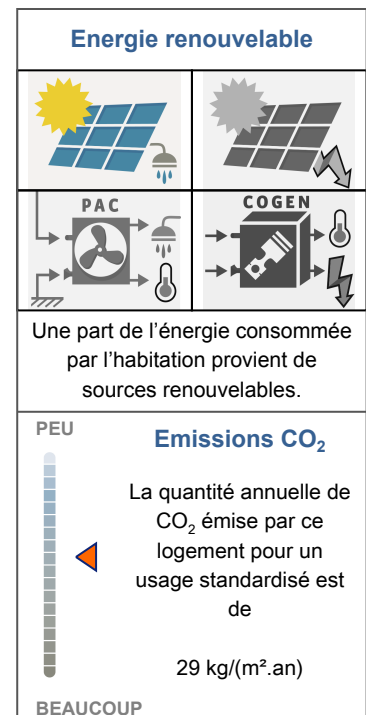 Energie renouvelable
PAC
COGEN
Une part de l’énergie consommée
par l’habitation provient de
sources renouvelables.
PEU
Emissions CO₂
La quantité annuelle de
CO₂ émise par ce
logement pour un
usage standardisé est
de
29 kg/(m².an)
BEAUCOUP